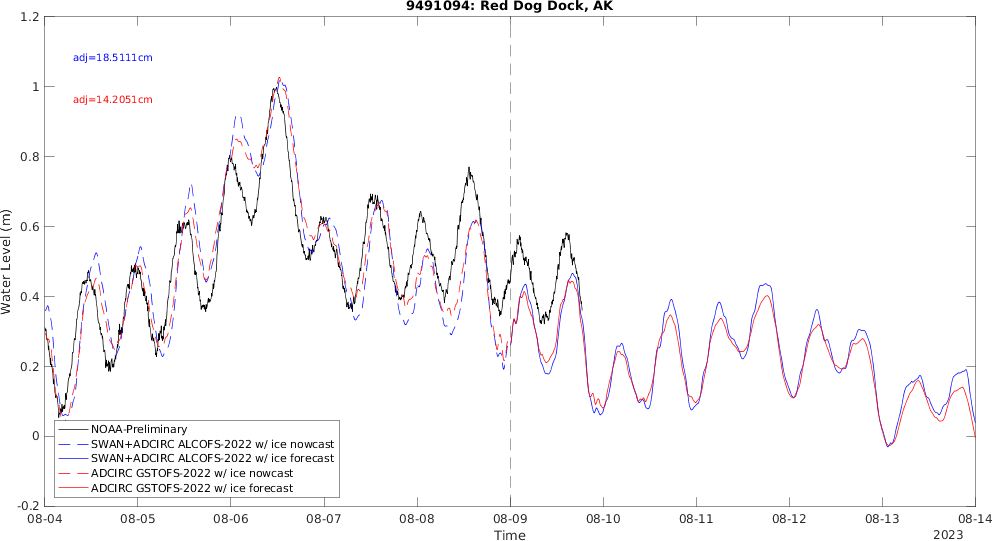 9491094: Red Dog Dock, AK
adj=18.5111cm
adj=14.2051cm
Water Level (m)
1.2
1
0.8
0.6
0.4
0.2
0
-0.2
NOAA-Preliminary
SWAN+ADCIRC ALCOFS-2022 w/ ice nowcast
SWAN+ADCIRC ALCOFS-2022 w/ ice forecast
ADCIRC GSTOFS-2022 w/ ice nowcast
ADCIRC GSTOFS-2022 w/ ice forecast
08-04 08-05 08-06 08-07 08-08 08-09 08-10 08-11 08-12 08-13 08-14
Time
2023